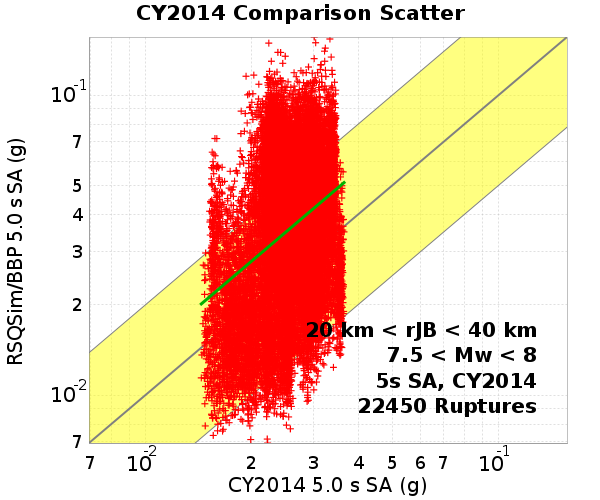 CY2014 Comparison Scatter
RSQSim/BBP 5.0 s SA (g)
10-1
7
5
4
3
2
10-2
7
20 km < rJB < 40 km
7.5 < Mw < 8
5s SA, CY2014
22450 Ruptures
7 10-2 2 3 4 5 6 7 10-1
CY2014 5.0 s SA (g)